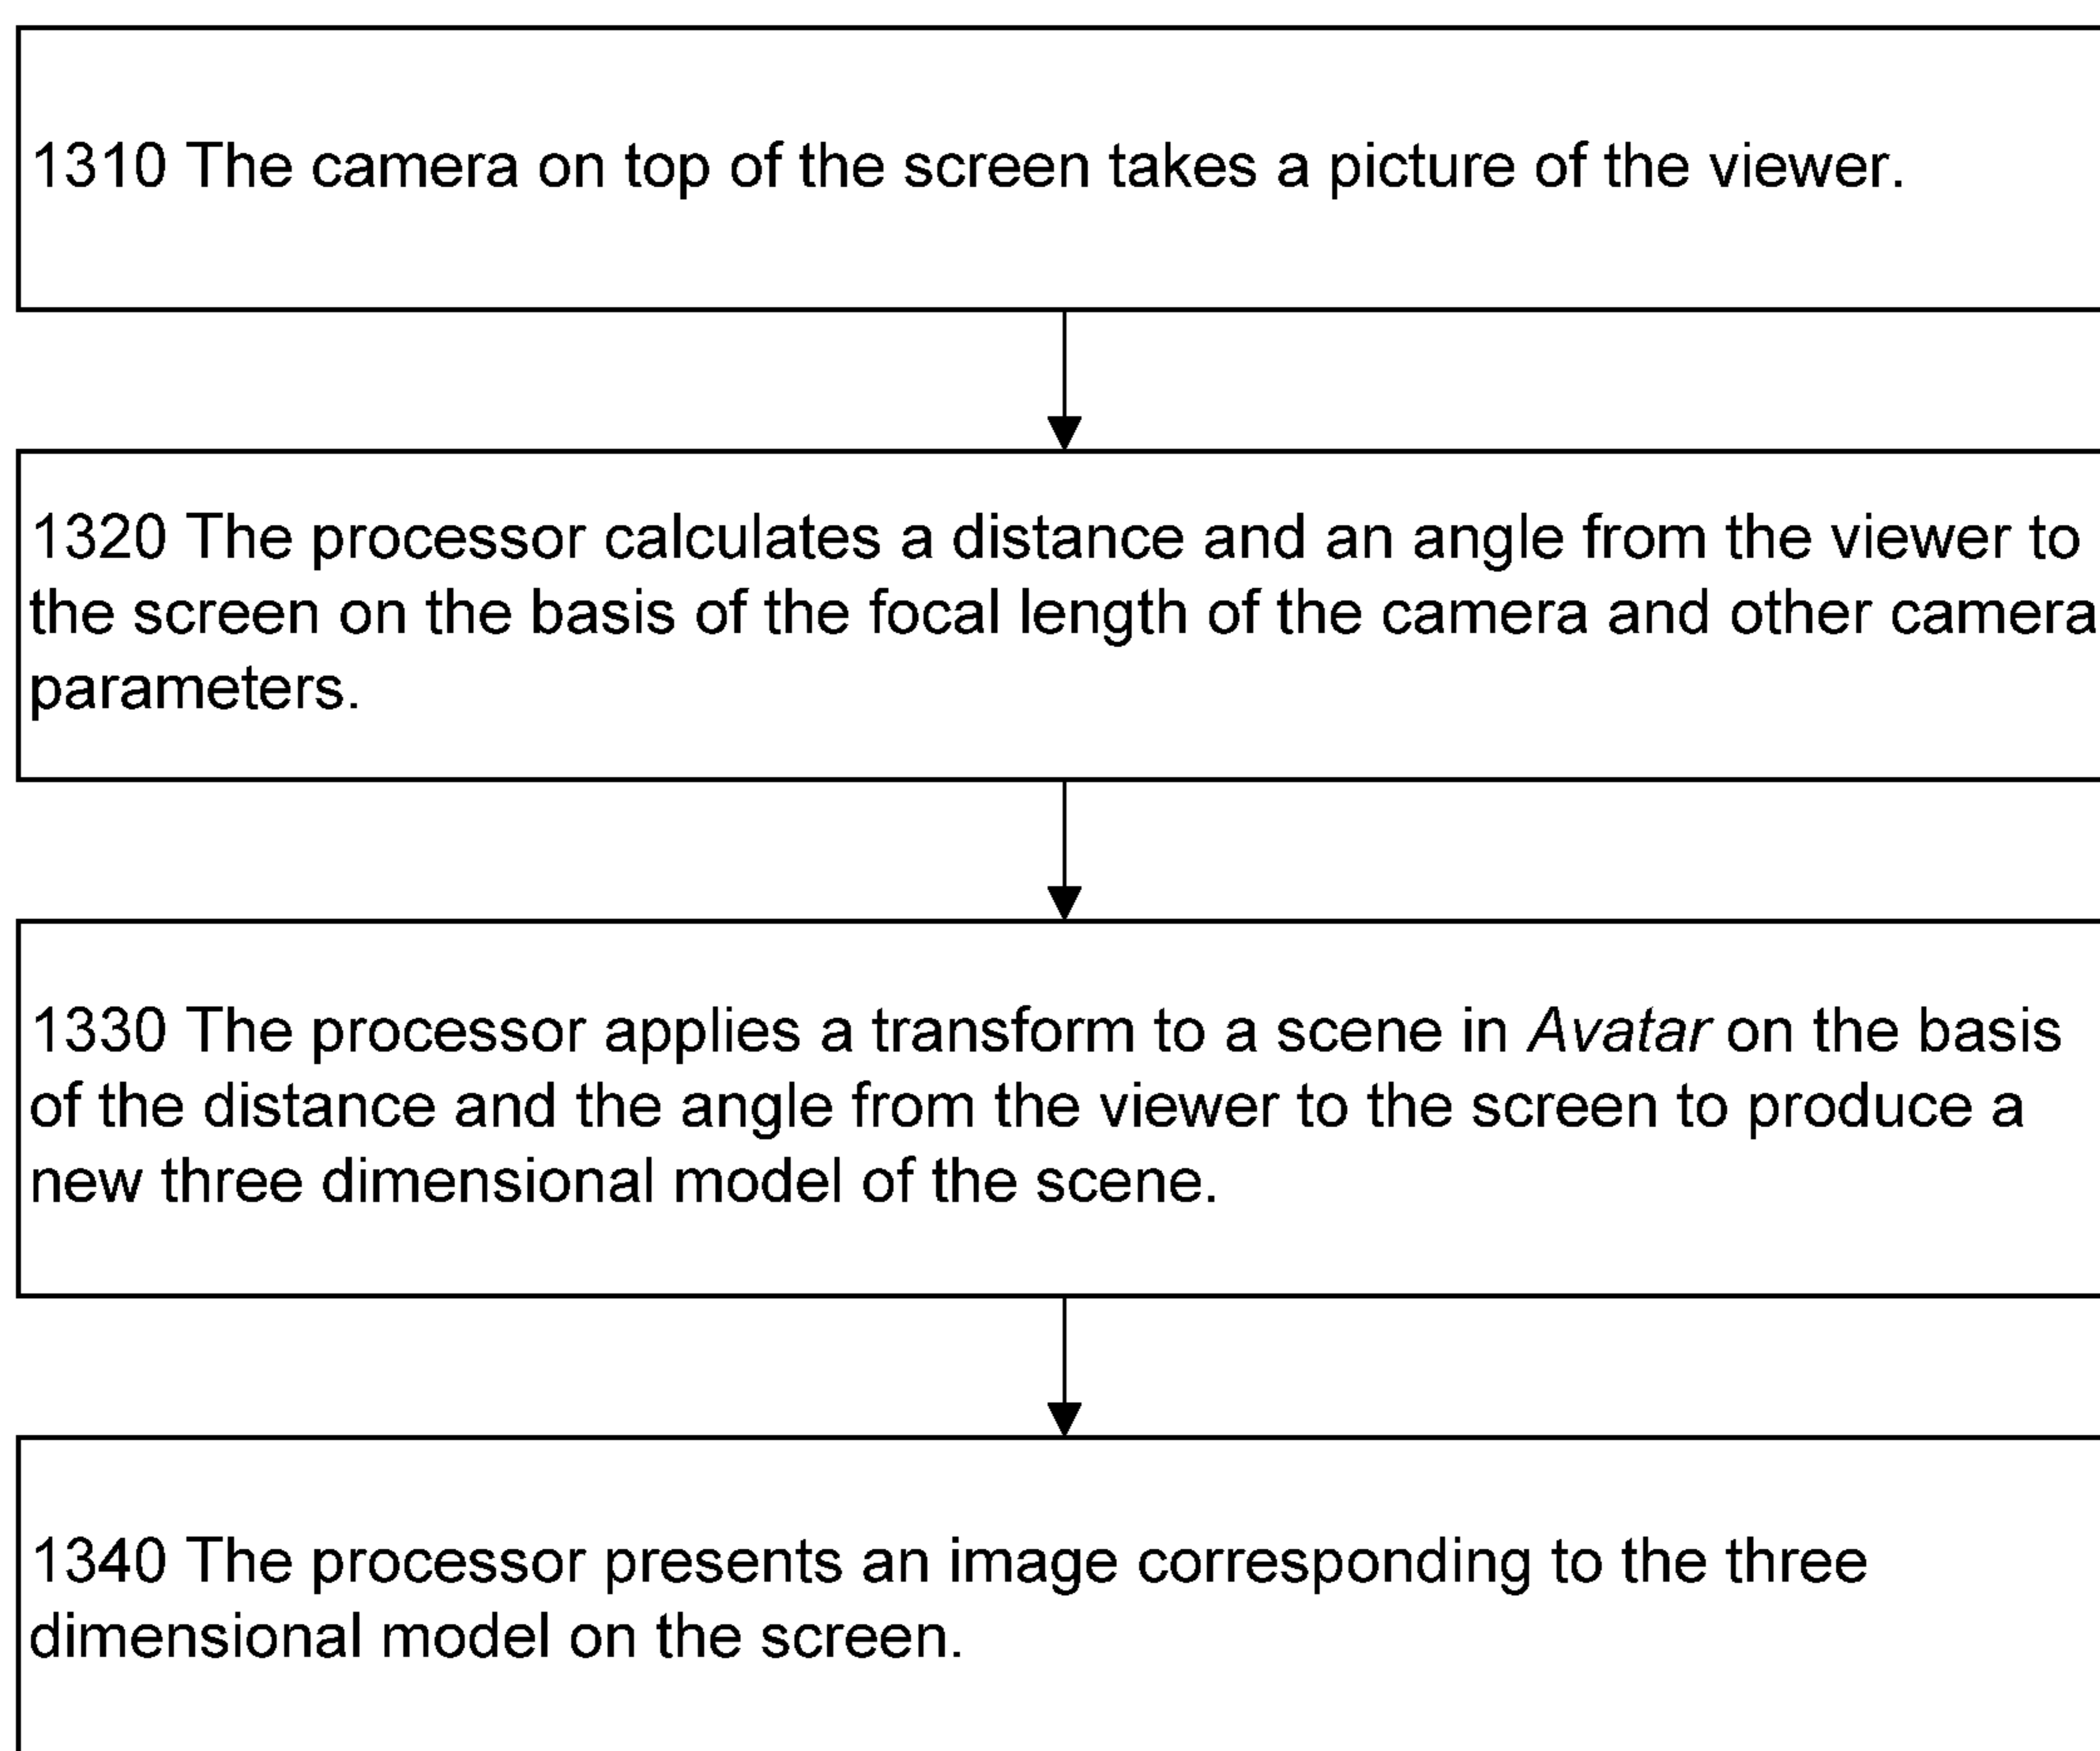 1310 The camera on top of the screen takes a picture of the viewer.
1320 The processor calculates a distance and an angle from the viewer to
the screen on the basis of the focal length of the camera and other camera
parameters.
1330 The processor applies a transform to a scene in Avatar on the basis
of the distance and the angle from the viewer to the screen to produce a
new three dimensional model of the scene.
1340 The processor presents an image corresponding to the three
dimensional model on the screen.